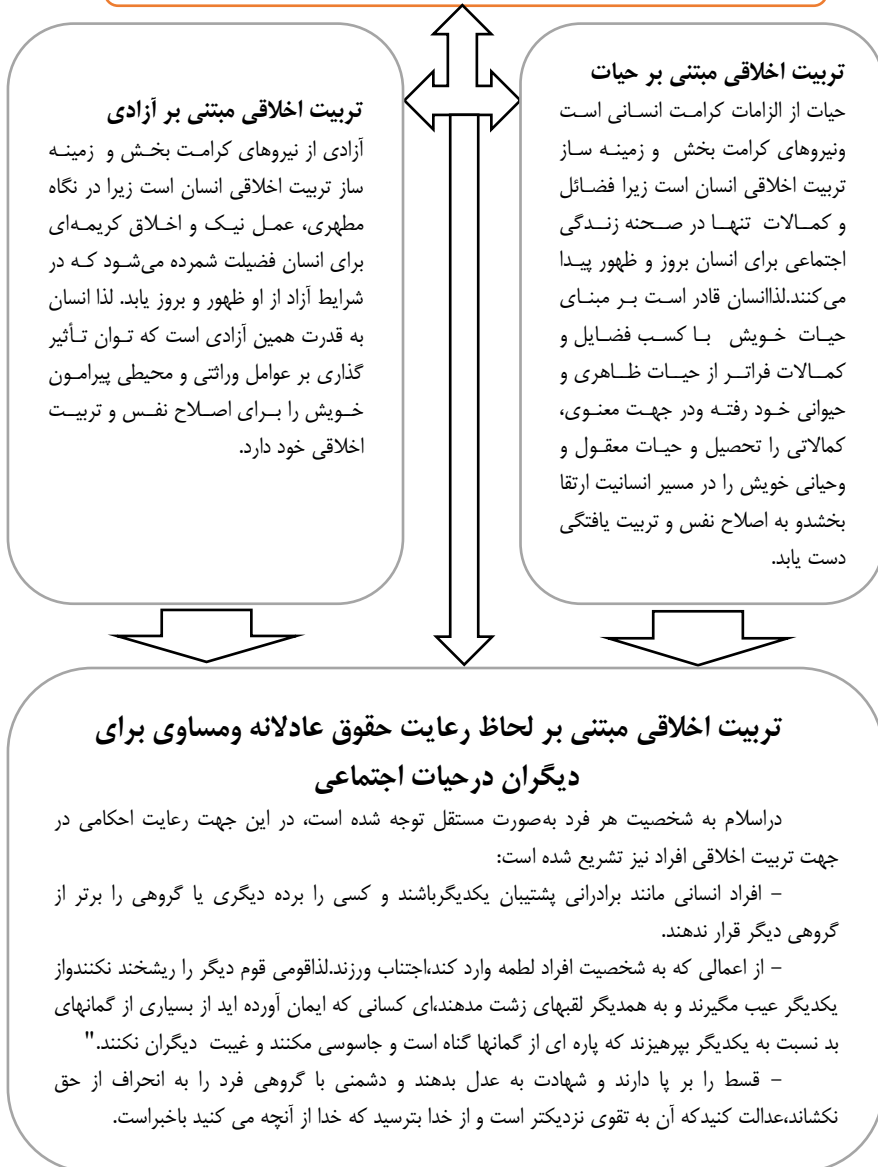 تربیت اخلاقی مبتنی بر حیات
حیات از الزامات کرامت انسانی است
ونیروهای کرامت بخش و زمینه ساز
تربیت اخلاقی انسان است زیرا فضائل
و کمالات تنها در صحنه زندگی
اجتماعی برای انسان بروز و ظهور پیدا
می‌کنند.لذاانسان قادر است بر مبنای
حیات خویش با کسب فضایل و
کمالات فراتر از حیات ظاهری و
حیوانی خود رفته ودر جهت معنوی،
کمالاتی را تحصیل و حیات معقول و
وحیانی خویش را در مسیر انسانیت ارتقا
بخشدو به اصلاح نفس و تربیت یافتگی
دست یابد.
تربیت اخلاقی مبتنی بر آزادی
آزادی از نیروهای کرامت بخش و زمینه
ساز تربیت اخلاقی انسان است زیرا در نگاه
مطهری، عمل نیک و اخلاق کریمه‌ای
برای انسان فضیلت شمرده می‌شود که در
شرایط آزاد از او ظهور و بروز یابد. لذا انسان
به قدرت همین آزادی است که توان تأثیر
گذاری بر عوامل وراثتی و محیطی پیرامون
خویش را برای اصلاح نفس و تربیت
اخلاقی خود دارد.
تربیت اخلاقی مبتنی بر لحاظ رعایت حقوق عادلانه ومساوی برای
دیگران درحیات اجتماعی
دراسلام به شخصیت هر فرد به‌صورت مستقل توجه شده است، در این جهت رعایت احکامی در
جهت تربیت اخلاقی افراد نیز تشریع شده است:
- افراد انسانی مانند برادرانی پشتیبان یکدیگرباشند و کسی را برده دیگری یا گروهی را برتر از
گروهی دیگر قرار ندهند.
- از اعمالی که به شخصیت افراد لطمه وارد کند،اجتناب ورزند.لذاقومی قوم دیگر را ریشخند نکنندواز
یکدیگر عیب مگیرند و به همدیگر لقبهای زشت مدهند،ای کسانی که ایمان آورده اید از بسیاری از گمانهای
بد نسبت به یکدیگر بپرهیزند که پاره ای از گمانها گناه است و جاسوسی مکنند و غیبت دیگران نکنند."
- قسط را بر پا دارند و شهادت به عدل بدهند و دشمنی با گروهی فرد را به انحراف از حق
نکشاند،عدالت کنیدکه آن به تقوی نزدیکتر است و از خدا بترسید که خدا از آنچه می کنید باخبراست.